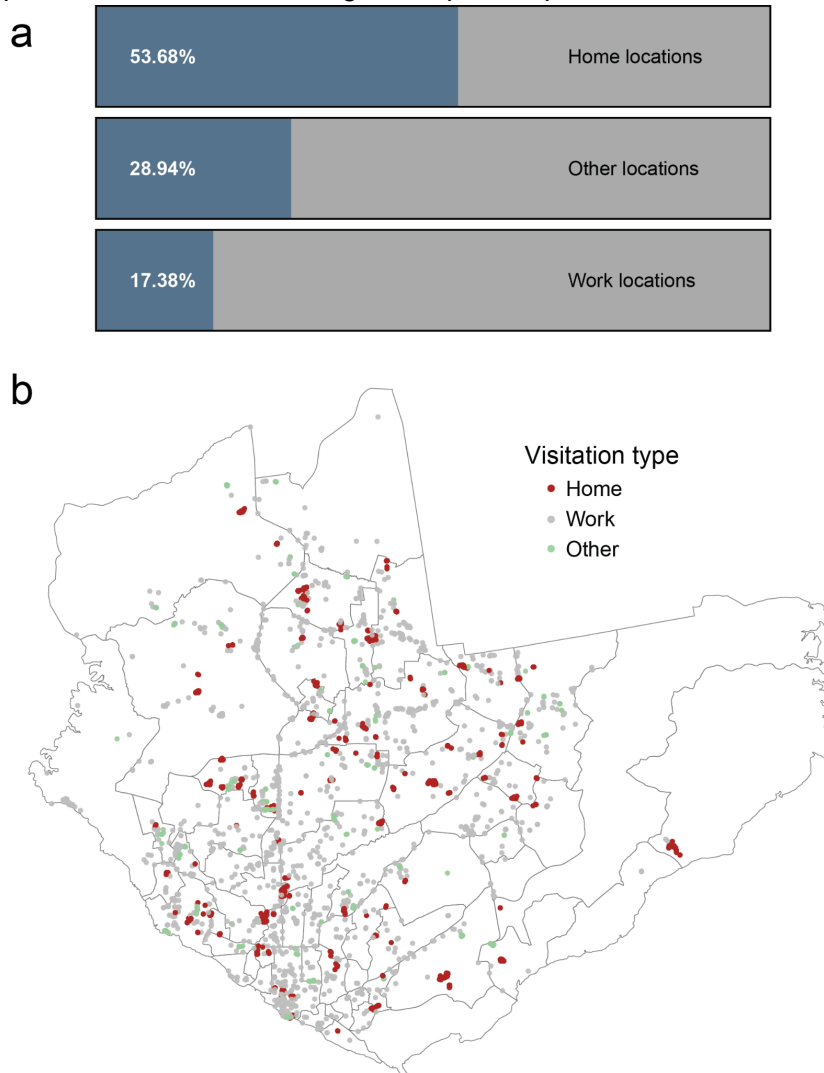 a
53.68% Home locations
28.94% Other locations
17.38% Work locations
b
Visitation type
Home
Work
Other